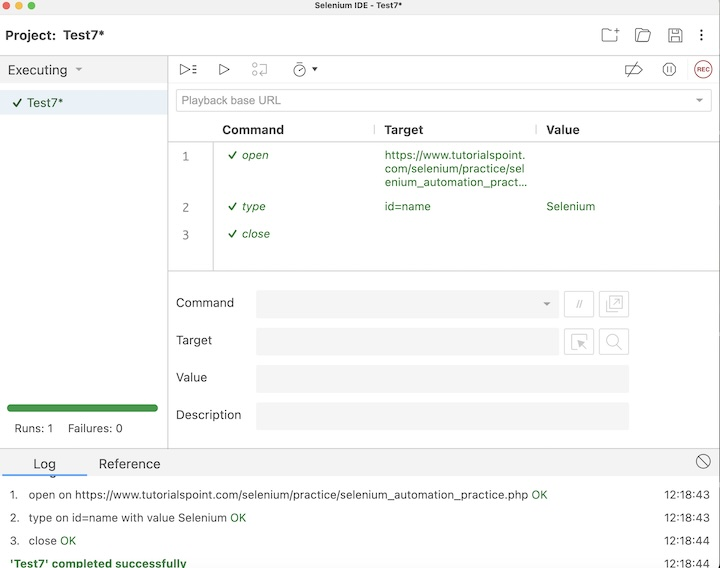 Selenium IDE - Test7*
Project: Test7*
Executing
REC
✓ Test7*
Playback base URL
Command Target Value
1 ✓ open https://www.tutorialspoint.
com/selenium/practice/sel
enium_automation_pract...
2 ✓ type id=name Selenium
3 ✓ close
Command
//
Target
Value
Description
Runs: 1 Failures: 0
Log Reference
1. open on https://www.tutorialspoint.com/selenium/practice/selenium_automation_practice.php OK 12:18:43
2. type on id=name with value Selenium OK 12:18:43
3. close OK 12:18:44
'Test7' completed successfully 12:18:44